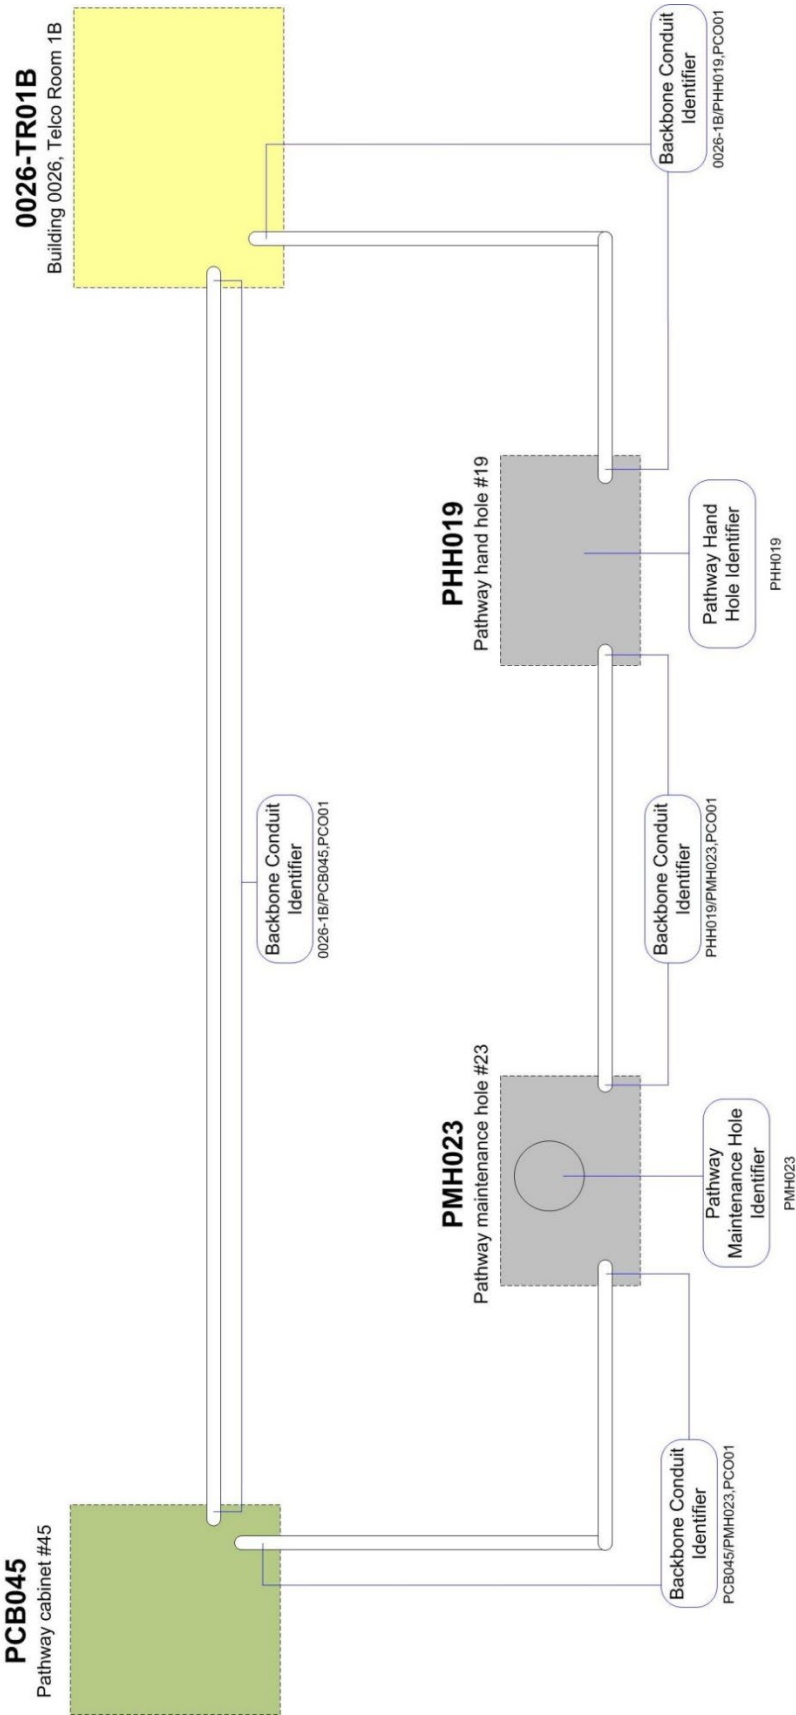 PCB045
Pathway cabinet #45
0026-TR01B
Building 0026, Telco Room 1B
Backbone Conduit
Identifier
0026-1B/PCB045,PCO01
PMH023
Pathway maintenance hole #23
PHH019
Pathway hand hole #19
Backbone Conduit
Identifier
PCB045/PMH023,PCO01
Pathway
Maintenance Hole
Identifier
PMH023
Backbone Conduit
Identifier
PHH019/PMH023,PCO01
Pathway Hand
Hole Identifier
PHH019
Backbone Conduit
Identifier
0026-1B/PHH019,PCO01